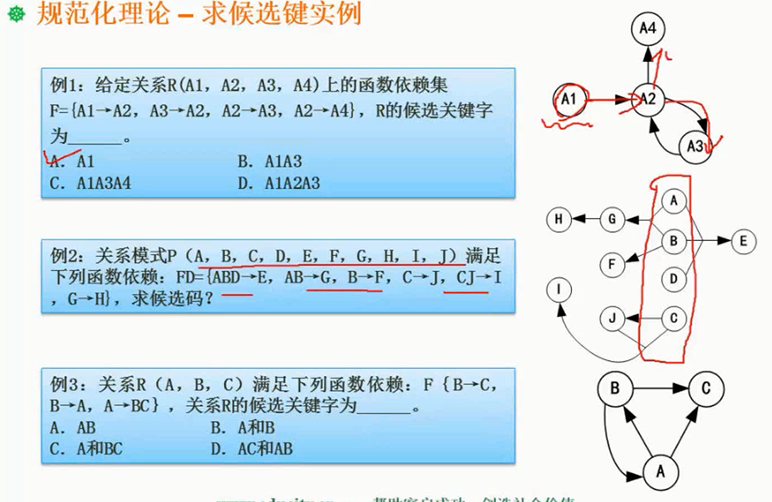 规范化理论 – 求候选键实例
例1：给定关系R(A1, A2, A3, A4)上的函数依赖集
F={A1→A2, A3→A2, A2→A3, A2→A4}，R的候选关键字
为______。
A. A1 B. A1A3
C. A1A3A4 D. A1A2A3
A4
A1
A2
A3
例2：关系模式P（A, B, C, D, E, F, G, H, I, J）满足
下列函数依赖：FD={ABD→E, AB→G, B→F, C→J, CJ→I
, G→H}，求候选码？
A
H
G
B
E
F
D
I
J
C
例3：关系R（A, B, C）满足下列函数依赖：F｛B→C,
B→A, A→BC｝，关系R的候选关键字为______。
A. AB B. A和B
C. A和BC D. AC和AB
B
C
A